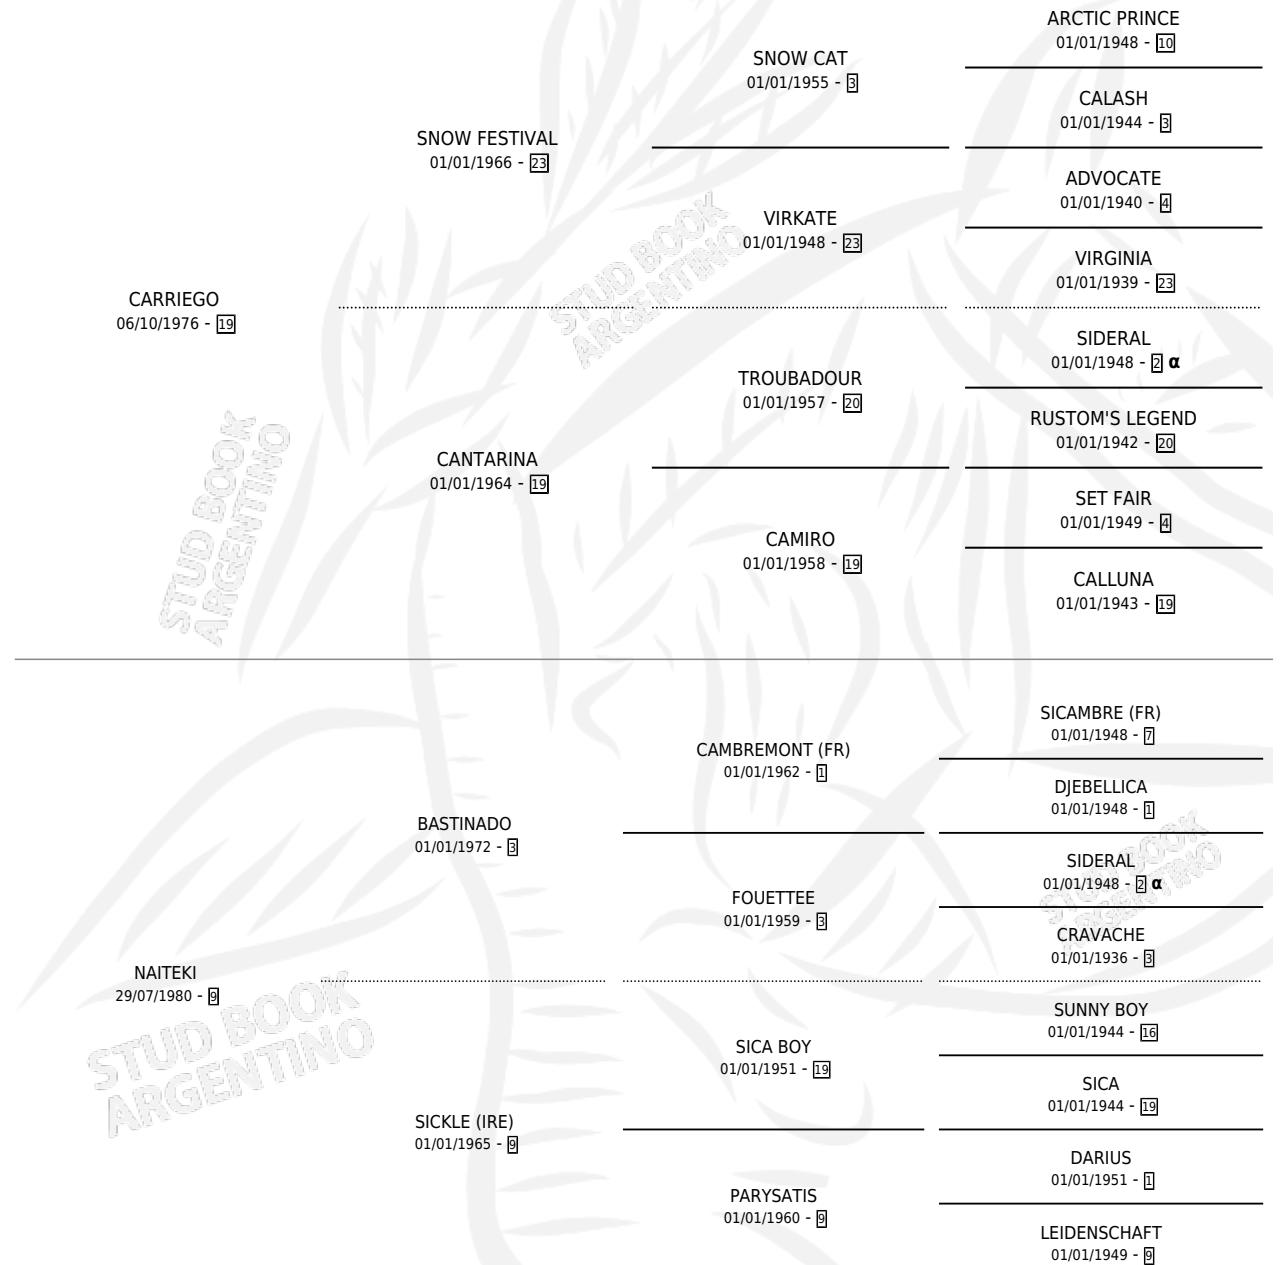 ARCTIC PRINCE
01/01/1948 - 10
SNOW CAT
01/01/1955 - 3
CALASH
01/01/1944 - 3
SNOW FESTIVAL
01/01/1966 - 23
ADVOCATE
01/01/1940 - 4
VIRKATE
01/01/1948 - 23
VIRGINIA
01/01/1939 - 23
CARRIEGO
06/10/1976 - 19
SIDERAL
01/01/1948 - 2 α
TROUBADOUR
01/01/1957 - 20
RUSTOM'S LEGEND
01/01/1942 - 20
CANTARINA
01/01/1964 - 19
SET FAIR
01/01/1949 - 4
CAMIRO
01/01/1958 - 19
CALLUNA
01/01/1943 - 19
STUD BOOK
ARGENTINO
STUD BOOK
ARGENTINO
SICAMBRE (FR)
01/01/1948 - 7
CAMBREMONT (FR)
01/01/1962 - 1
DJEBELLICA
01/01/1948 - 1
BASTINADO
01/01/1972 - 3
SIDERAL
01/01/1948 - 2 α
FOUETTEE
01/01/1959 - 3
CRAVACHE
01/01/1936 - 3
NAITEKI
29/07/1980 - 9
SUNNY BOY
01/01/1944 - 16
SICA BOY
01/01/1951 - 19
SICA
01/01/1944 - 19
SICKLE (IRE)
01/01/1965 - 9
DARIUS
01/01/1951 - 1
PARYSATIS
01/01/1960 - 9
LEIDENSCHAFT
01/01/1949 - 9
STUD BOOK
ARGENTINO
STUD BOOK
ARGENTINO